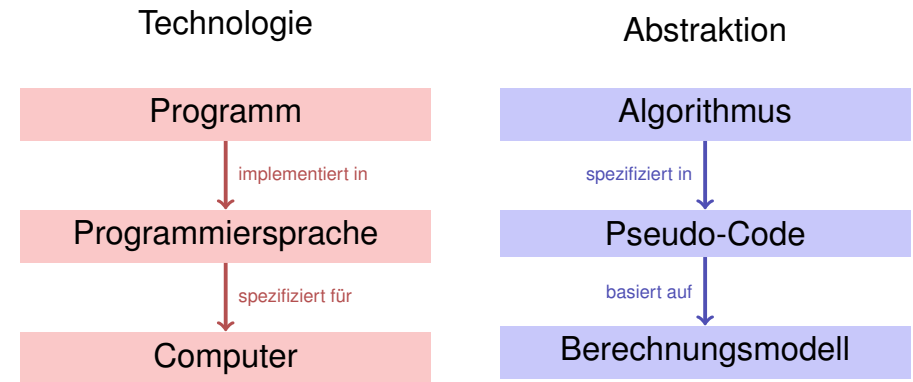 Technologie
Abstraktion
Programm
Algorithmus
implementiert in
spezifiziert in
Programmiersprache
Pseudo-Code
spezifiziert für
basiert auf
Computer
Berechnungsmodell